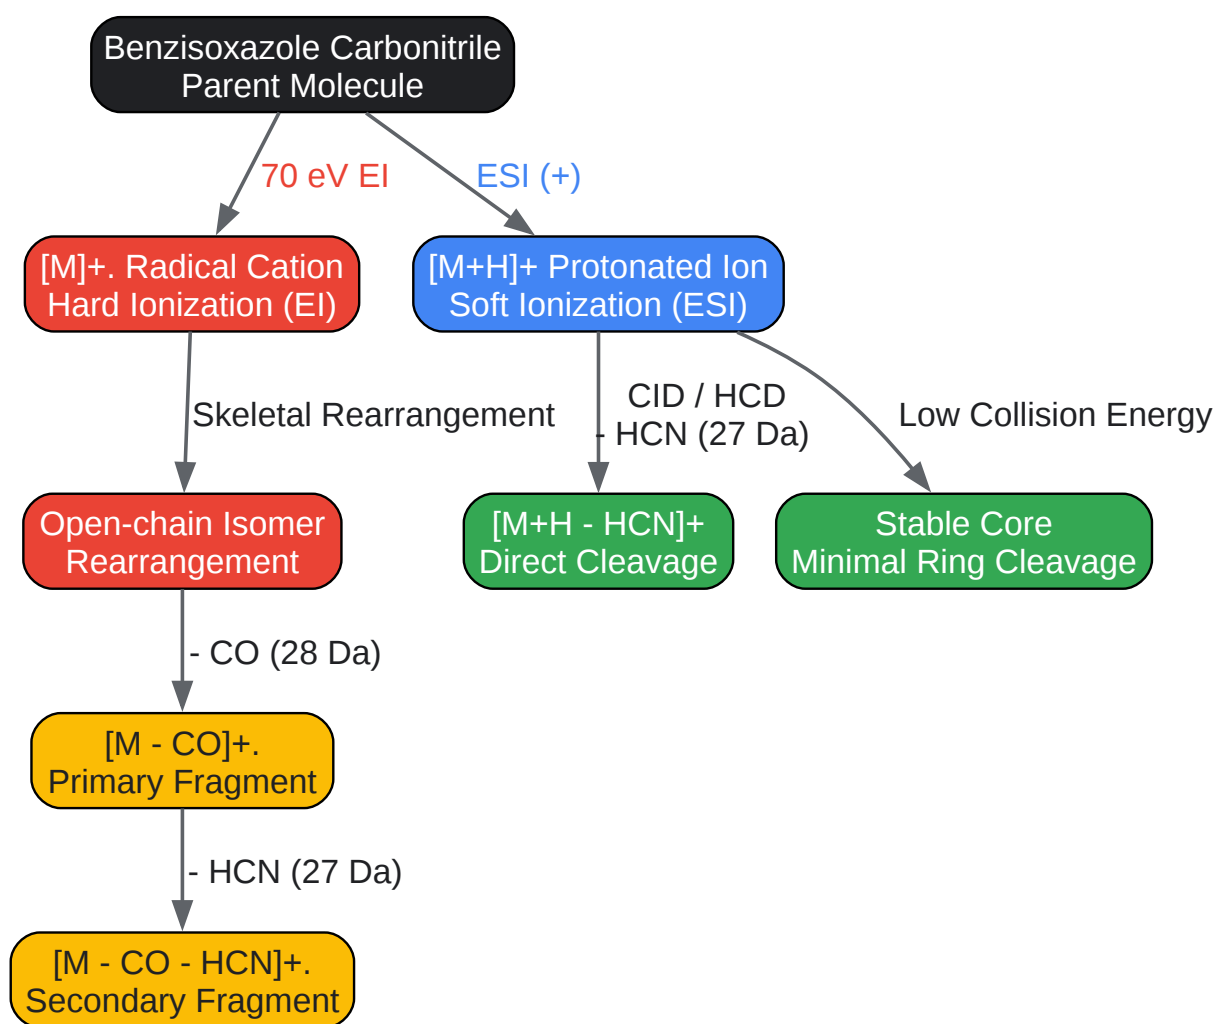 Benzisoxazole Carbonitrile
Parent Molecule
70 eV EI
ESI (+)
[M]+. Radical Cation
Hard Ionization (EI)
[M+H]+ Protonated Ion
Soft Ionization (ESI)
Skeletal Rearrangement
CID / HCD
- HCN (27 Da)
Low Collision Energy
Open-chain Isomer
Rearrangement
[M+H - HCN]+
Direct Cleavage
Stable Core
Minimal Ring Cleavage
- CO (28 Da)
[M - CO]+.
Primary Fragment
- HCN (27 Da)
[M - CO - HCN]+.
Secondary Fragment